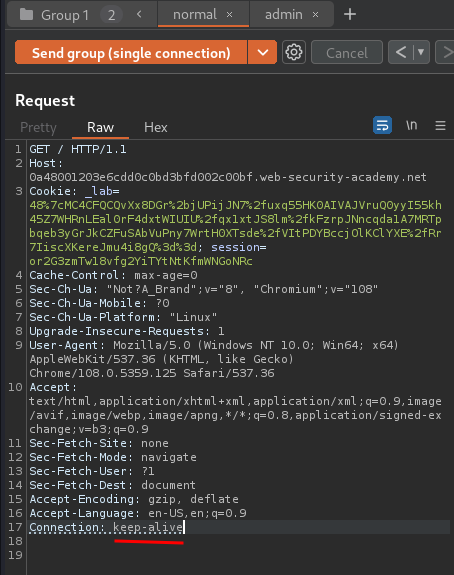 Group 1 2 normal × admin × +
Send group (single connection) Cancel < >
Request
Pretty Raw Hex \n
1 GET / HTTP/1.1
2 Host:
0a48001203e6cdd0c0bd3bfd002c00bf.web-security-academy.net
3 Cookie: _lab=
48%7cMC4CFQCQvXx8DGr%2bjUPijJN7%2fuxq55HK0AIVAJVruQ0yyI55kh
45Z7WHRnLEalOrF4dxtWIUIU%2fqx1xtJS8lm%2fkFzrpJNncqda1A7MRTp
bqeb3yGrJkCZFuSAbVuPny7WrtH0XTsde%2fVItPDYBccjOlKClYXE%2fRr
7IiscXKereJmu4i8gQ%3d%3d; session=
or2G3zmTw18vfg2YiTYtNtKfmWNGoNRc
4 Cache-Control: max-age=0
5 Sec-Ch-Ua: "Not?A_Brand";v="8", "Chromium";v="108"
6 Sec-Ch-Ua-Mobile: ?0
7 Sec-Ch-Ua-Platform: "Linux"
8 Upgrade-Insecure-Requests: 1
9 User-Agent: Mozilla/5.0 (Windows NT 10.0; Win64; x64)
AppleWebKit/537.36 (KHTML, like Gecko)
Chrome/108.0.5359.125 Safari/537.36
10 Accept:
text/html,application/xhtml+xml,application/xml;q=0.9,image
/avif,image/webp,image/apng,*/*;q=0.8,application/signed-ex
change;v=b3;q=0.9
11 Sec-Fetch-Site: none
12 Sec-Fetch-Mode: navigate
13 Sec-Fetch-User: ?1
14 Sec-Fetch-Dest: document
15 Accept-Encoding: gzip, deflate
16 Accept-Language: en-US,en;q=0.9
17 Connection: keep-alive
18
19